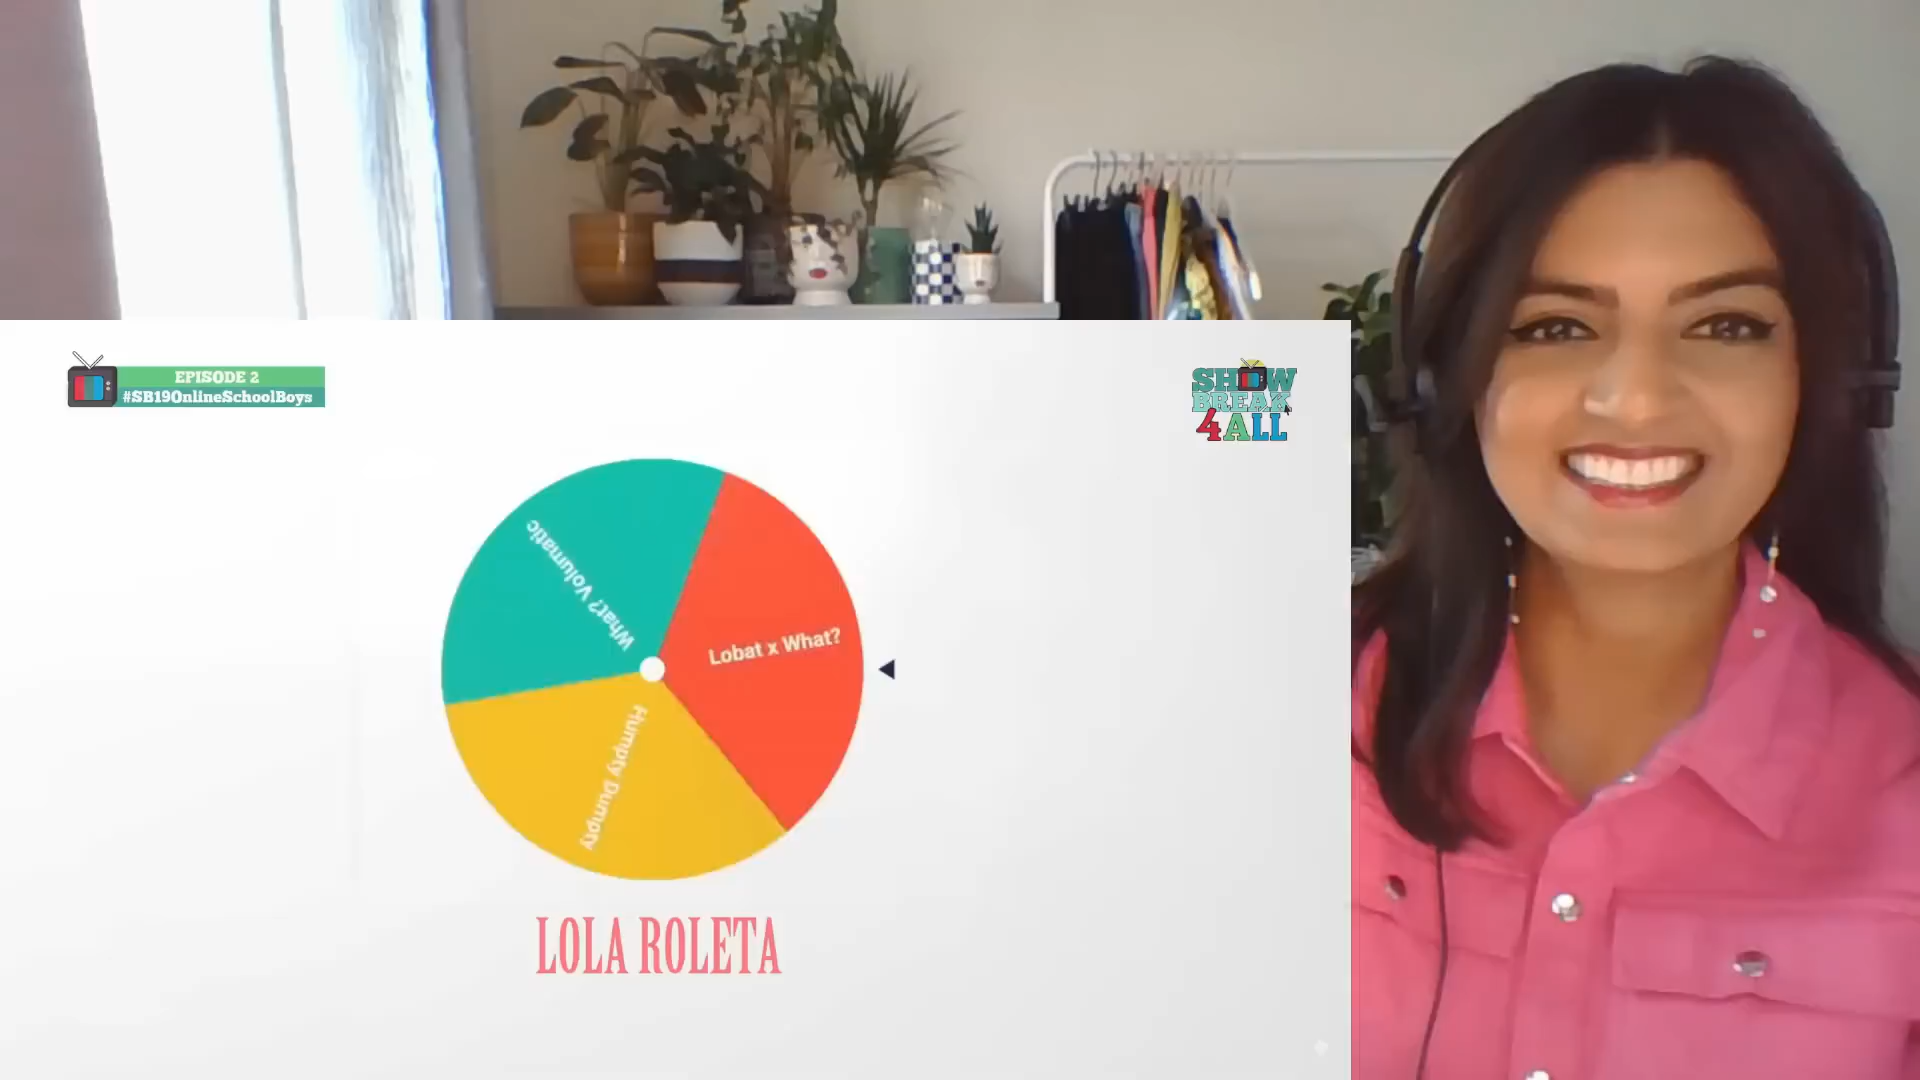 EPISODE 2
#SB19OnlineSchoolBoys
SHOW
BREAK
4ALL
What? Volumatic
Lobat x What?
Humpty Dumpty
LOLA ROLETA